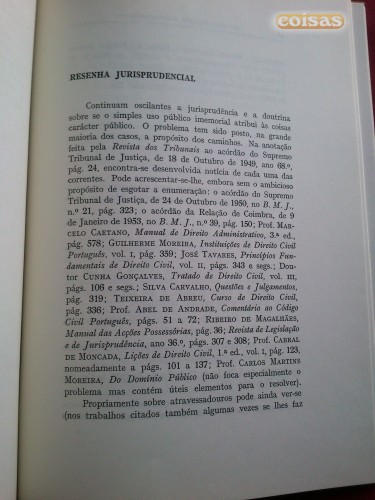 coisas
RESENHA JURISPRUDENCIAL
Continuam oscilantes a jurisprudência e a doutrina
sobre se o simples uso público imemorial atribui às coisas
carácter público. O problema tem sido posto, na grande
maioria dos casos, a propósito dos caminhos. Na anotação
feita pela Revista dos Tribunais ao acórdão do Supremo
Tribunal de Justiça, de 18 de Outubro de 1949, ano 68.º,
pág. 24, encontra-se desenvolvida notícia de cada uma das
correntes. Pode acrescentar-se-lhe, embora sem o ambicioso
propósito de esgotar a enumeração: o acórdão do Supremo
Tribunal de Justiça, de 24 de Outubro de 1950, no B. M. J.,
n.º 21, pág. 323; o acórdão da Relação de Coimbra, de 9
de Janeiro de 1953, no B. M. J., n.º 39, pág. 150; Prof. MAR-
CELO CAETANO, Manual de Direito Administrativo, 3.ª ed.,
pág. 578; GUILHERME MOREIRA, Instituições de Direito Civil
Português, vol. I, pág. 359; JOSÉ TAVARES, Princípios Fun-
damentais de Direito Civil, vol. II, págs. 343 e segs.; Dou-
tor CUNHA GONÇALVES, Tratado de Direito Civil, vol. I,
págs. 106 e segs.; SILVA CARVALHO, Questões e Julgamentos,
pág. 319; TEIXEIRA DE ABREU, Curso de Direito Civil,
pág. 336; Prof. ABEL DE ANDRADE, Comentário ao Código
Civil Português, págs. 51 a 72; RIBEIRO DE MAGALHÃES,
Manual das Acções Possessórias, pág. 36; Revista de Legislação
e de Jurisprudência, ano 36.º, págs. 307 e 308; Prof. CABRAL
DE MONCADA, Lições de Direito Civil, 1.ª ed., vol. I, pág. 123,
nomeadamente a págs. 101 a 137; Prof. CARLOS MARTINS
MOREIRA, Do Domínio Público (não foca especialmente o
problema mas contém úteis elementos para o resolver).
Propriamente sobre atravessadouros pode ainda ver-se
(nos trabalhos citados também algumas vezes se lhes faz